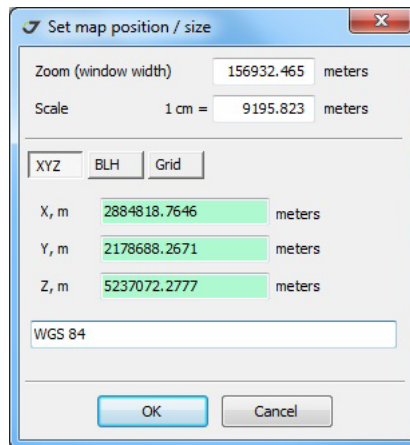 Set map position / size
Zoom (window width) 156932.465 meters
Scale 1 cm = 9195.823 meters
XYZ BLH Grid
X, m 2884818.7646 meters
Y, m 2178688.2671 meters
Z, m 5237072.2777 meters
WGS 84
OK Cancel